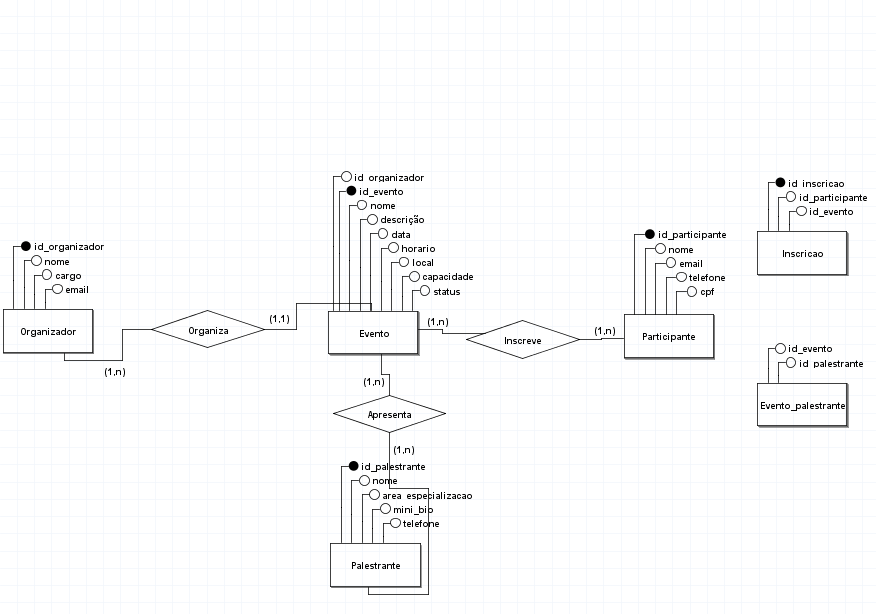 id_organizador
nome
cargo
email
Organizador
(1,n)
Organiza
(1,1)
id_organizador
id_evento
nome
descrição
data
horario
local
capacidade
status
Evento
(1,n)
Inscreve
(1,n)
id_participante
nome
email
telefone
cpf
Participante
(1,n)
Apresenta
(1,n)
id_palestrante
nome
area_especializacao
mini_bio
telefone
Palestrante
id_inscricao
id_participante
id_evento
Inscricao
id_evento
id_palestrante
Evento_palestrante